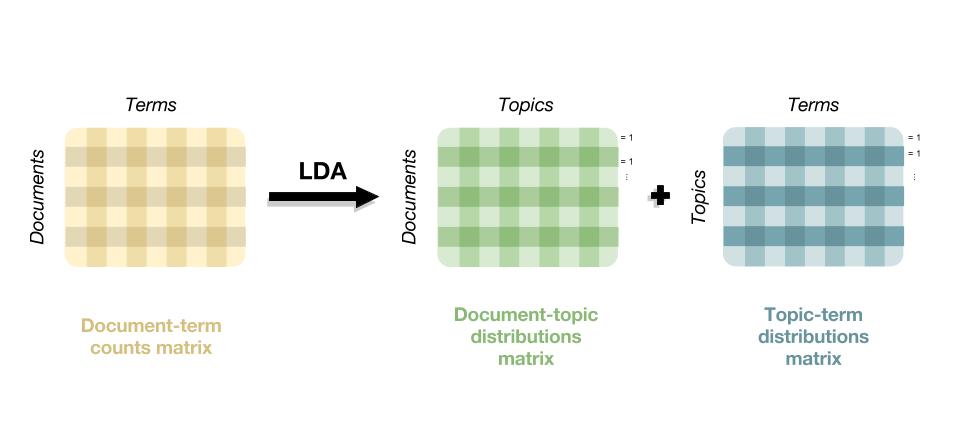 Terms
Documents
LDA
Topics
Documents
= 1
= 1
⋮
+
Terms
Topics
= 1
= 1
⋮
Document-term
counts matrix
Document-topic
distributions
matrix
Topic-term
distributions
matrix